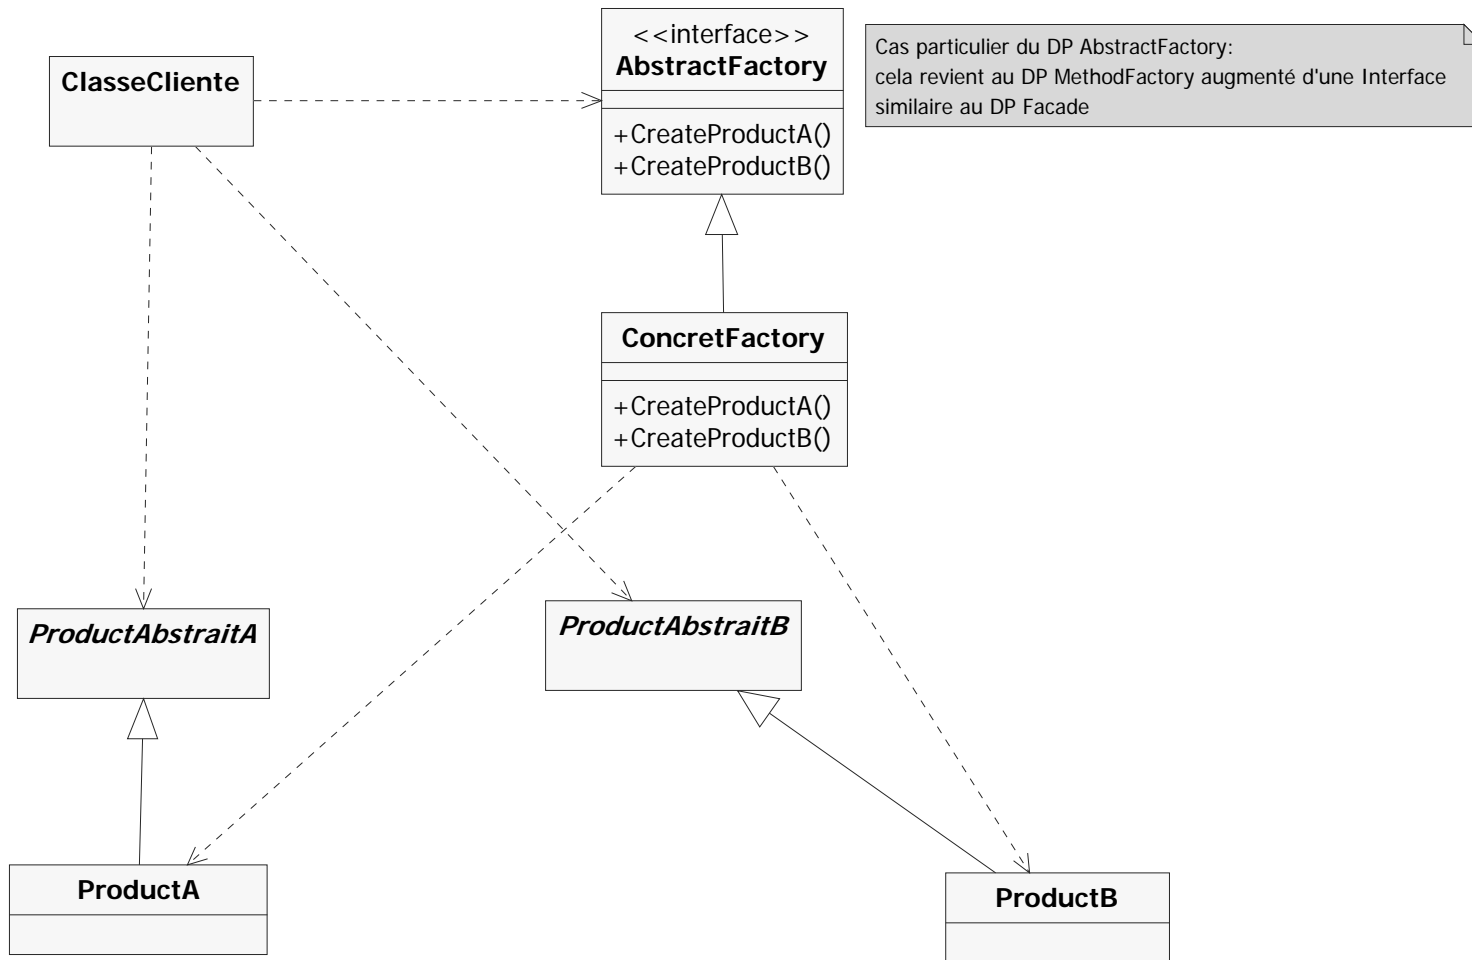 <<interface>>
AbstractFactory
+CreateProductA()
+CreateProductB()
Cas particulier du DP AbstractFactory:
cela revient au DP MethodFactory augmenté d'une Interface
similaire au DP Facade
ClasseCliente
ConcretFactory
+CreateProductA()
+CreateProductB()
ProductAbstraitA
ProductAbstraitB
ProductA
ProductB